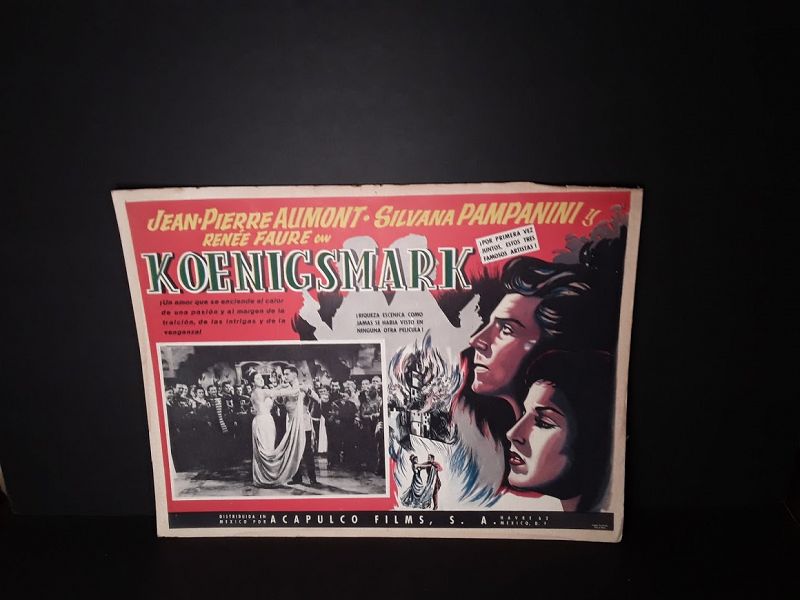 JEAN-PIERRE AUMONT · SILVANA PAMPANINI y
RENÉE FAURE en
KOENIGSMARK
¡POR PRIMERA VEZ
JUNTOS, ESTOS TRES
FAMOSOS ARTISTAS!
¡Un amor que se enciende al calor
de una pasión y al margen de la
traición, de las intrigas y de la
venganza!
¡RIQUEZA ESCENICA COMO
JAMAS SE HABIA VISTO EN
NINGUNA OTRA PELICULA!
DISTRIBUIDA EN
MEXICO POR
ACAPULCO FILMS, S. A.
HAVRE 67
MEXICO, D. F.